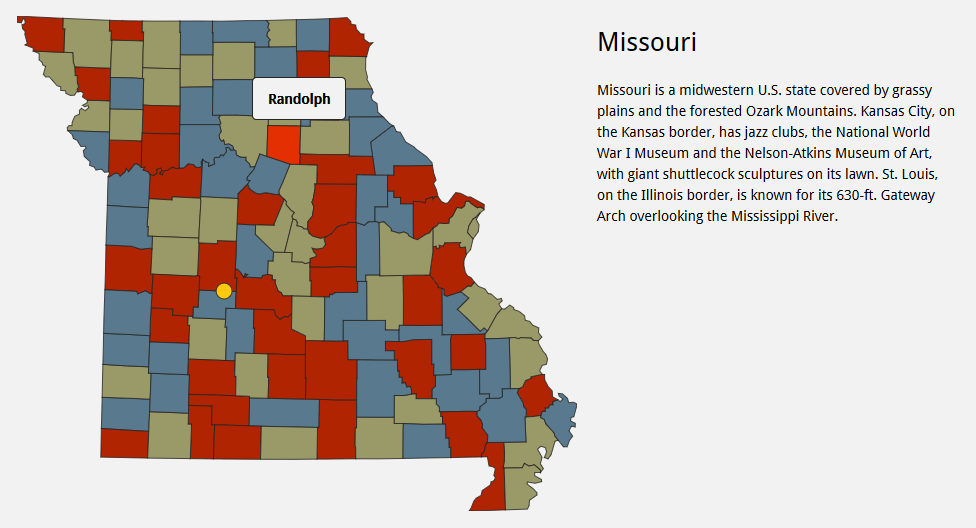 Missouri
Randolph
Missouri is a midwestern U.S. state covered by grassy
plains and the forested Ozark Mountains. Kansas City, on
the Kansas border, has jazz clubs, the National World
War I Museum and the Nelson-Atkins Museum of Art,
with giant shuttlecock sculptures on its lawn. St. Louis,
on the Illinois border, is known for its 630-ft. Gateway
Arch overlooking the Mississippi River.